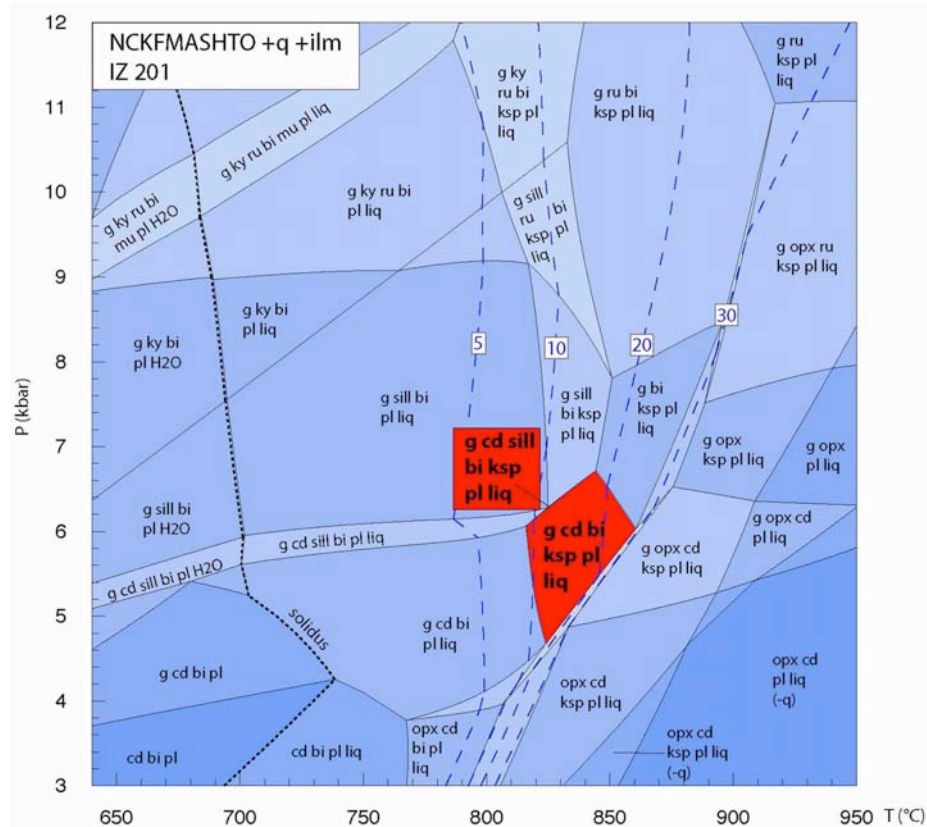 NCKFMASHTO +q +ilm
IZ 201
12
11
10
9
8
7
6
5
4
3
P (kbar)
650
700
750
800
850
900
950
T (°C)
g ky ru bi mu pl liq
g ky ru bi
mu pl H2O
g ky ru bi
pl liq
g ky
ru bi
ksp pl
liq
g ru bi
ksp pl liq
g ru
ksp pl
liq
g sill
ru bi
ksp pl
liq
g opx ru
ksp pl liq
g ky bi
pl H2O
g ky bi
pl liq
5
10
20
30
g sill bi
pl liq
g sill
bi ksp
pl liq
g bi
ksp pl
liq
g opx
ksp pl liq
g opx
pl liq
g cd sill
bi ksp
pl liq
g sill bi
pl H2O
g cd sill bi pl liq
g cd sill bi pl H2O
g cd bi
ksp pl
liq
g opx cd
pl liq
g opx cd
ksp pl liq
solidus
g cd bi
pl liq
g cd bi pl
cd bi pl
cd bi pl liq
opx cd
bi pl
liq
opx cd
ksp pl liq
opx cd
pl liq
(-q)
opx cd
ksp pl liq
(-q)